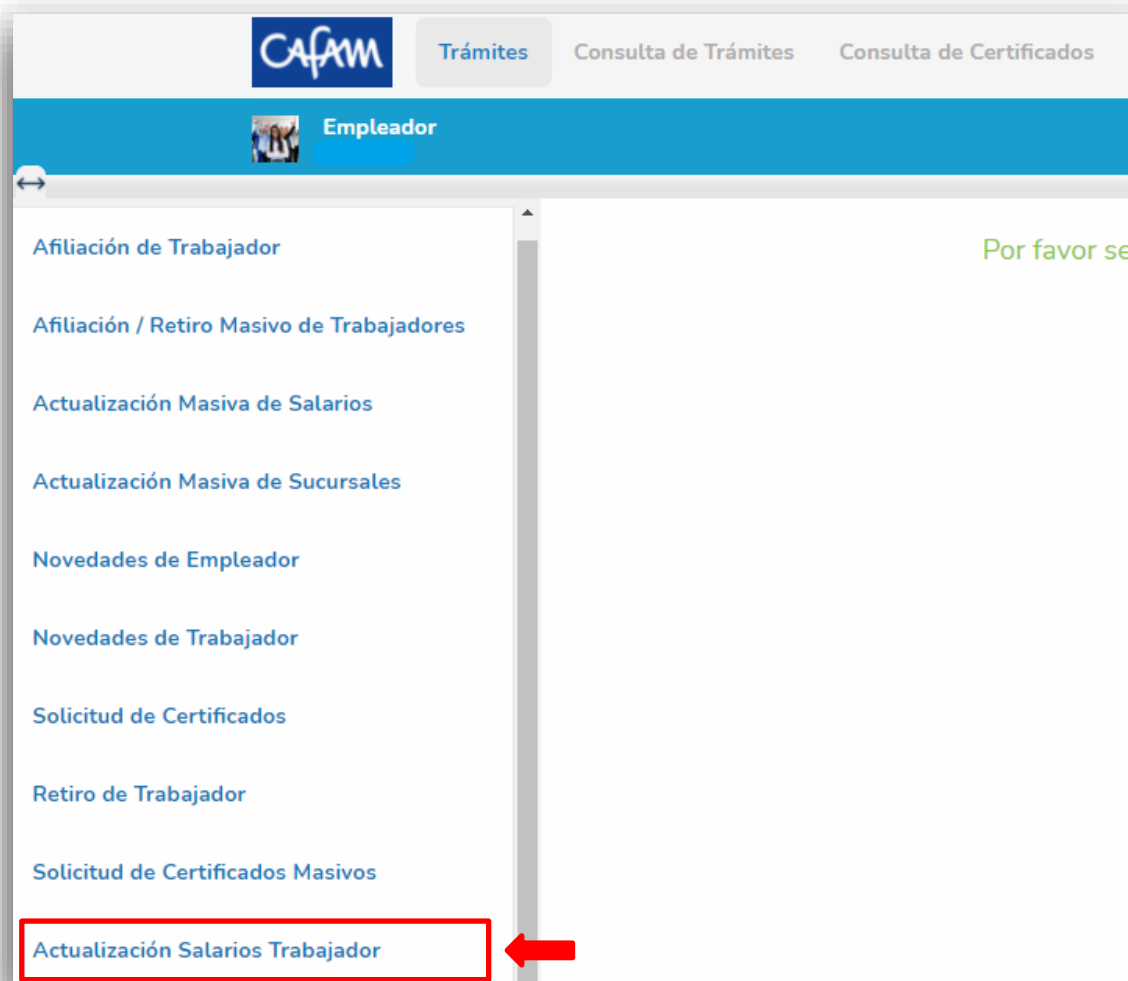 CAFAM
Trámites
Consulta de Trámites
Consulta de Certificados
Empleador
Afiliación de Trabajador
Por favor se
Afiliación / Retiro Masivo de Trabajadores
Actualización Masiva de Salarios
Actualización Masiva de Sucursales
Novedades de Empleador
Novedades de Trabajador
Solicitud de Certificados
Retiro de Trabajador
Solicitud de Certificados Masivos
Actualización Salarios Trabajador